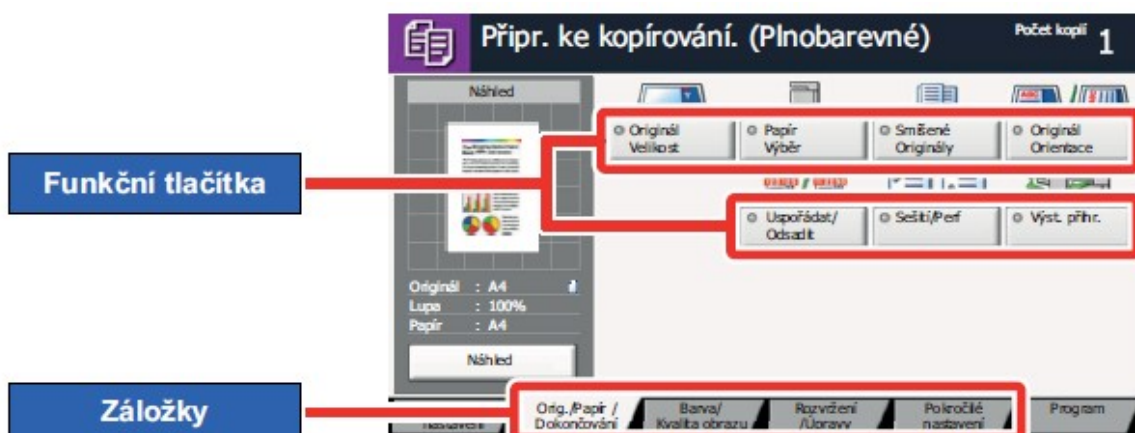 Připr. ke kopírování. (Plnobarevné)
Počet kopií 1
Náhled
Originál Velikost
Papír Výběr
Smíšené Originály
Originál Orientace
Funkční tlačítka
Uspořádat/ Odsadit
Sešití/Perf
Výst. přihr.
Originál : A4
Lupa : 100%
Papír : A4
Náhled
Záložky
nastavení
Orig./Papír / Dokončování
Barva/ Kvalita obrazu
Rozvržení /Úpravy
Pokročilé nastavení
Program